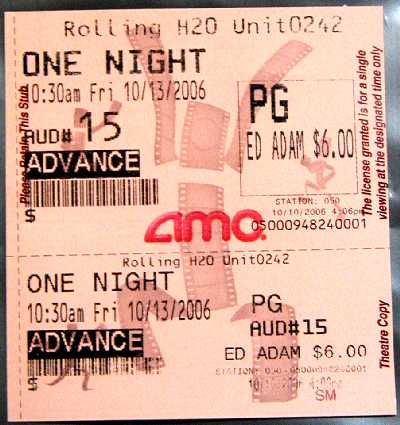 Rolling H20 Unit0242
ONE NIGHT
10:30am Fri 10/13/2006
AUD# 15
PG
ED ADAM $6.00
ADVANCE
$
STATION: 050
10/10/2006 4:06pm
05000948240001
amc
Please Retain This Stub
The license granted is for a single
viewing at the designated time only
Rolling H20 Unit0242
ONE NIGHT
10:30am Fri 10/13/2006
PG
AUD#15
ADVANCE
ED ADAM $6.00
$
SM
Theatre Copy